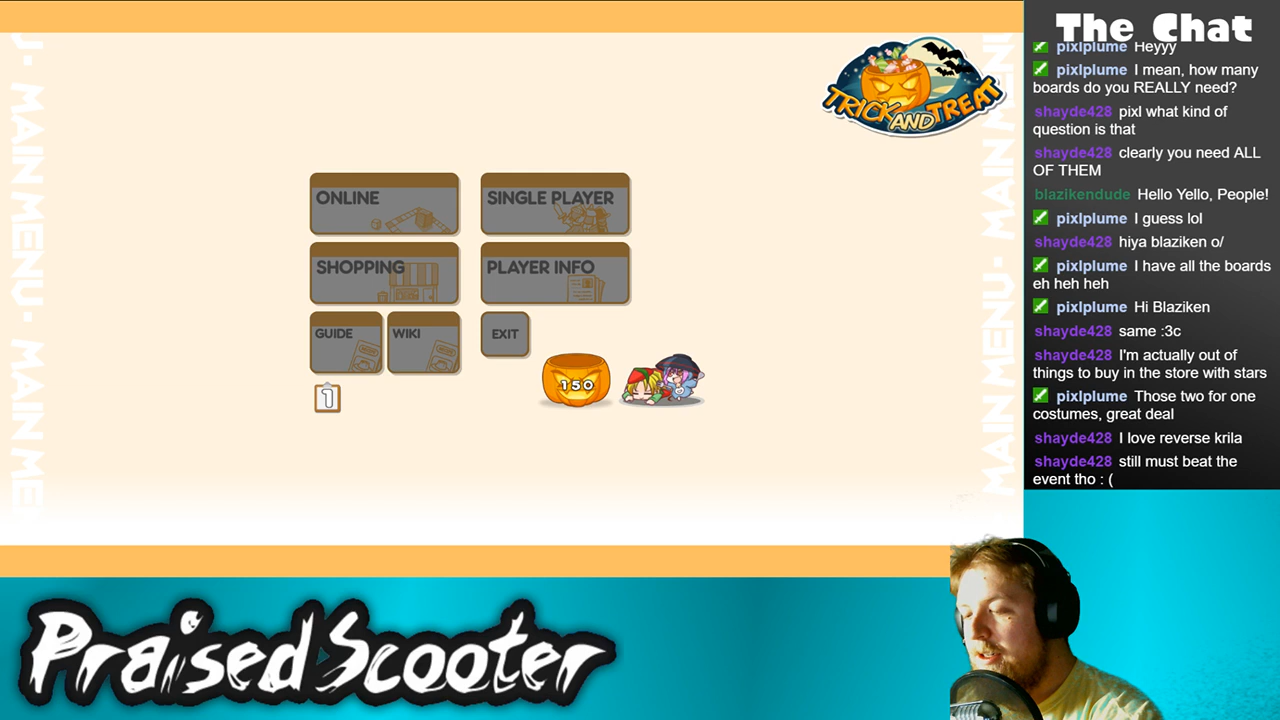 MAIN MENU · MAIN ME
TRICK AND TREAT
ONLINE
SINGLE PLAYER
SHOPPING
PLAYER INFO
GUIDE
WIKI
EXIT
150
1
MAIN MENU · MAIN MENU
The Chat
pixlplume Heyyy
pixlplume I mean, how many
boards do you REALLY need?
shayde428 pixl what kind of
question is that
shayde428 clearly you need ALL
OF THEM
blazikendude Hello Yello, People!
pixlplume I guess lol
shayde428 hiya blaziken o/
pixlplume I have all the boards
eh heh heh
pixlplume Hi Blaziken
shayde428 same :3c
shayde428 I'm actually out of
things to buy in the store with stars
pixlplume Those two for one
costumes, great deal
shayde428 I love reverse krila
shayde428 still must beat the
event tho : (
PraisedScooter